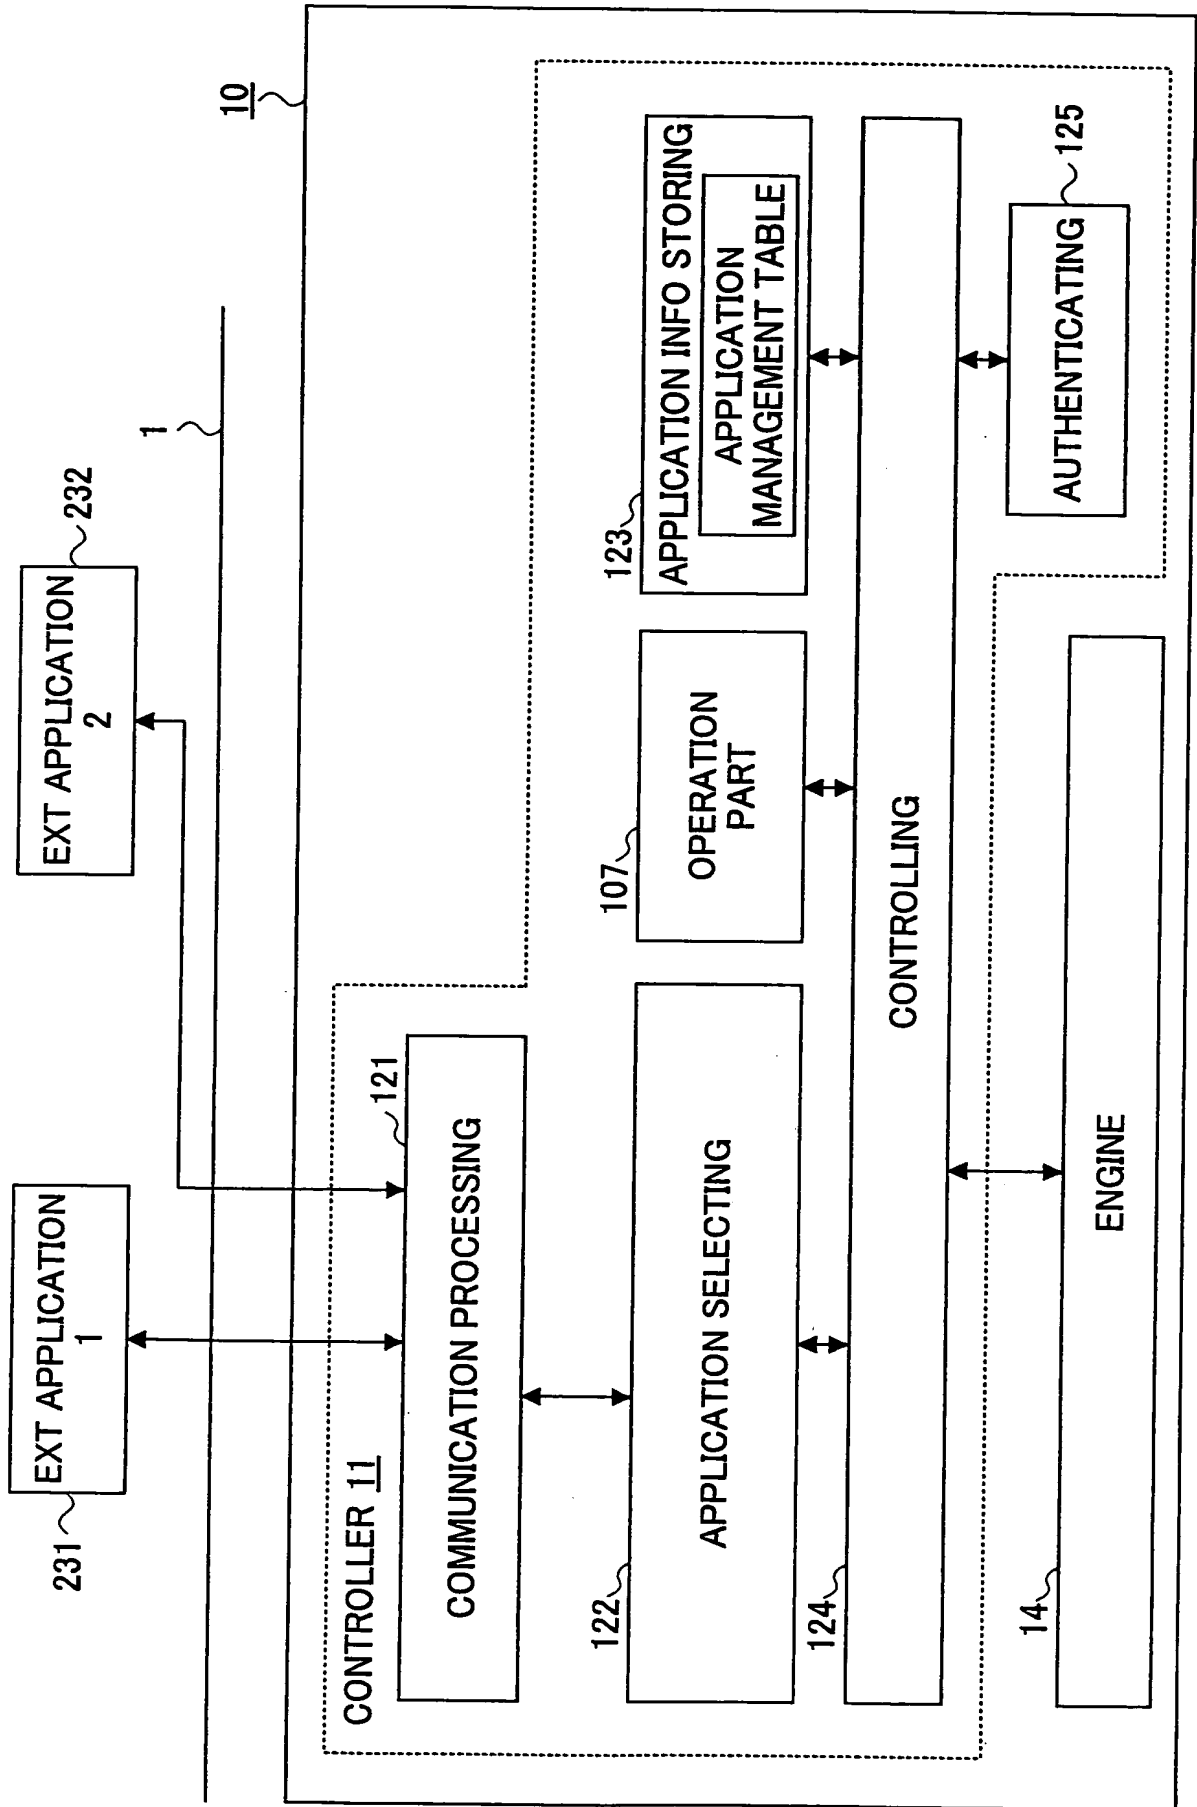 231
EXT APPLICATION
1
EXT APPLICATION
2
232
1
10
CONTROLLER 11
COMMUNICATION PROCESSING
121
122
APPLICATION SELECTING
107
OPERATION
PART
123
APPLICATION INFO STORING
APPLICATION
MANAGEMENT TABLE
124
CONTROLLING
AUTHENTICATING
125
14
ENGINE